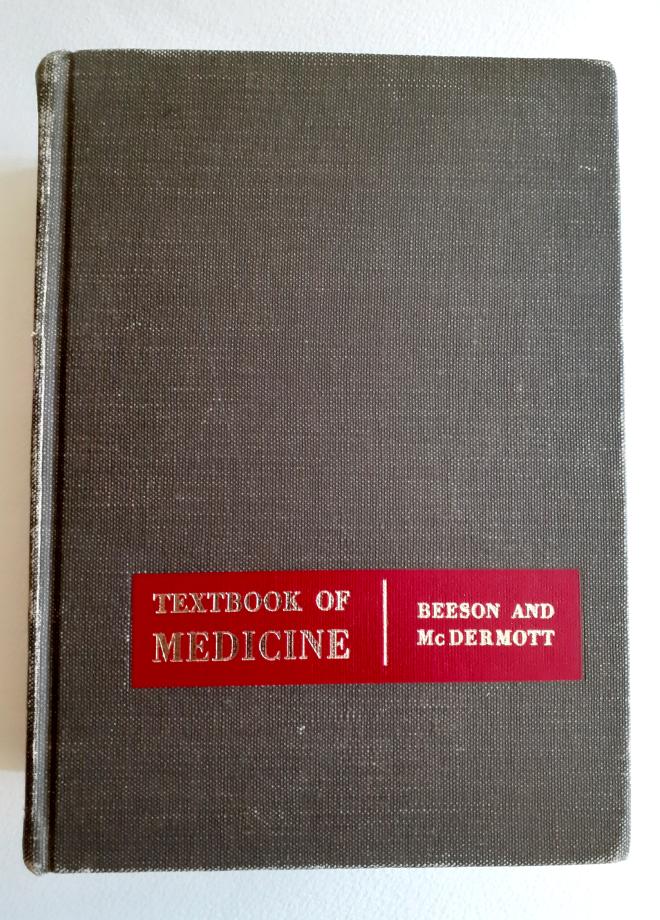 TEXTBOOK OF
MEDICINE
BEESON AND
McDERMOTT